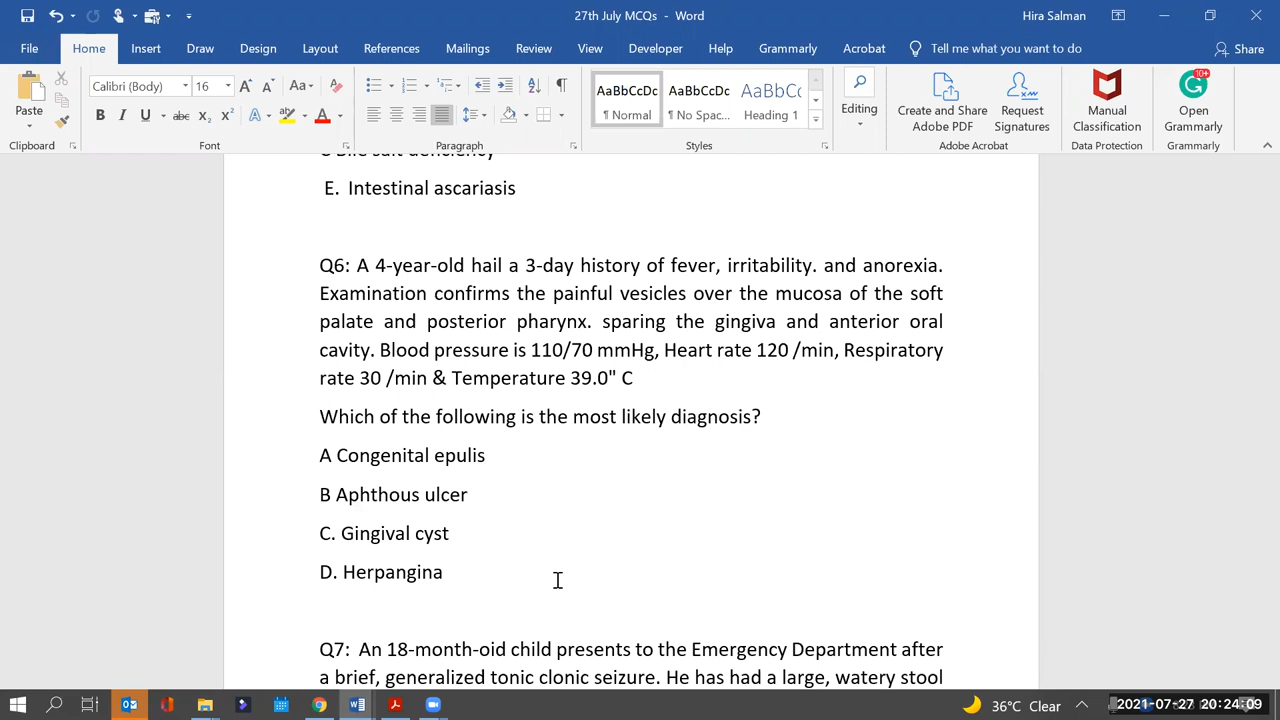 27th July MCQs - Word
Hira Salman
File Home Insert Draw Design Layout References Mailings Review View Developer Help Grammarly Acrobat Tell me what you want to do Share
Calibri (Body) 16
Paste
Editing
AaBbCcDc AaBbCcDc AaBbCc
¶ Normal ¶ No Spac... Heading 1
Create and Share Adobe PDF
Request Signatures
Manual Classification
Open Grammarly
10+
Clipboard Font Paragraph Styles Adobe Acrobat Data Protection Grammarly
C Bile salt deficiency
E. Intestinal ascariasis
Q6: A 4-year-old hail a 3-day history of fever, irritability. and anorexia.
Examination confirms the painful vesicles over the mucosa of the soft
palate and posterior pharynx. sparing the gingiva and anterior oral
cavity. Blood pressure is 110/70 mmHg, Heart rate 120 /min, Respiratory
rate 30 /min & Temperature 39.0" C
Which of the following is the most likely diagnosis?
A Congenital epulis
B Aphthous ulcer
C. Gingival cyst
D. Herpangina
Q7: An 18-month-oid child presents to the Emergency Department after
a brief, generalized tonic clonic seizure. He has had a large, watery stool
36°C Clear
2021-07-27 20:24:09